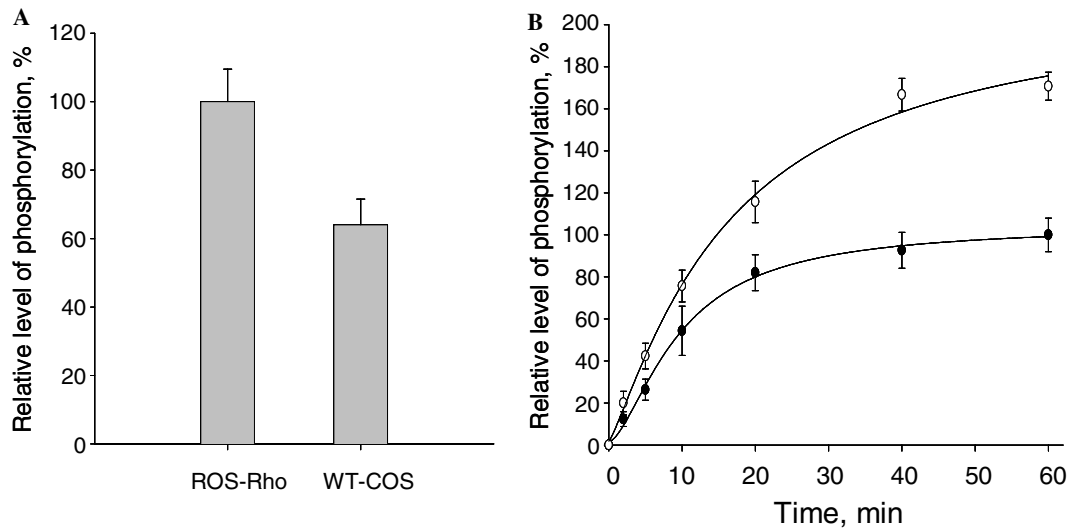 A
Relative level of phosphorylation, %
120
100
80
60
40
20
0
ROS-Rho WT-COS
B
Relative level of phosphorylation, %
200
180
160
140
120
100
80
60
40
20
0
0 10 20 30 40 50 60
Time, min